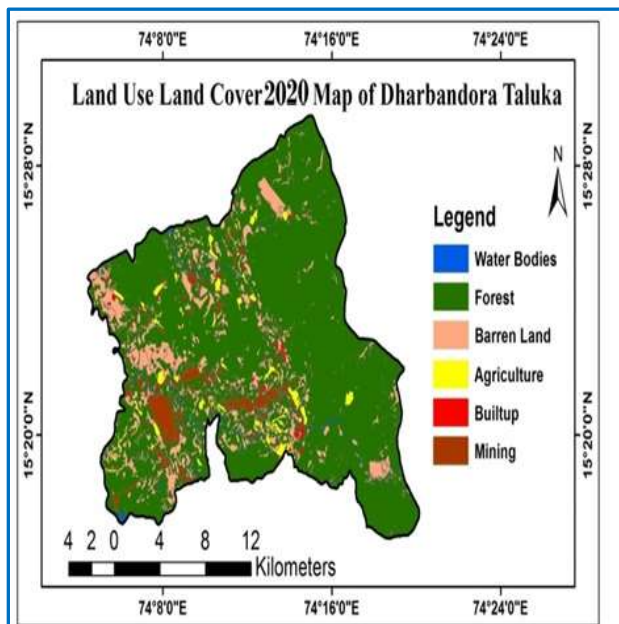 74°8'0"E 74°16'0"E 74°24'0"E
Land Use Land Cover2020 Map of Dharbandora Taluka
15°28'0"N
15°28'0"N
N
Legend
Water Bodies
Forest
Barren Land
Agriculture
Builtup
Mining
15°20'0"N
15°20'0"N
4 2 0 4 8 12
Kilometers
74°8'0"E 74°16'0"E 74°24'0"E